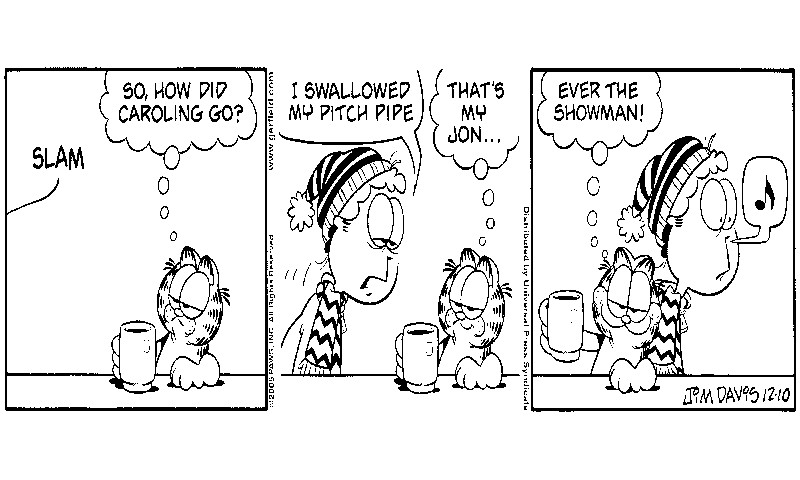 SLAM
SO, HOW DID
CAROLING GO?
www.garfield.com
©2005 PAWS, INC. All Rights Reserved
I SWALLOWED
MY PITCH PIPE
THAT'S
MY
JON...
Distributed by Universal Press Syndicate
EVER THE
SHOWMAN!
JIM DAVIS 12·10